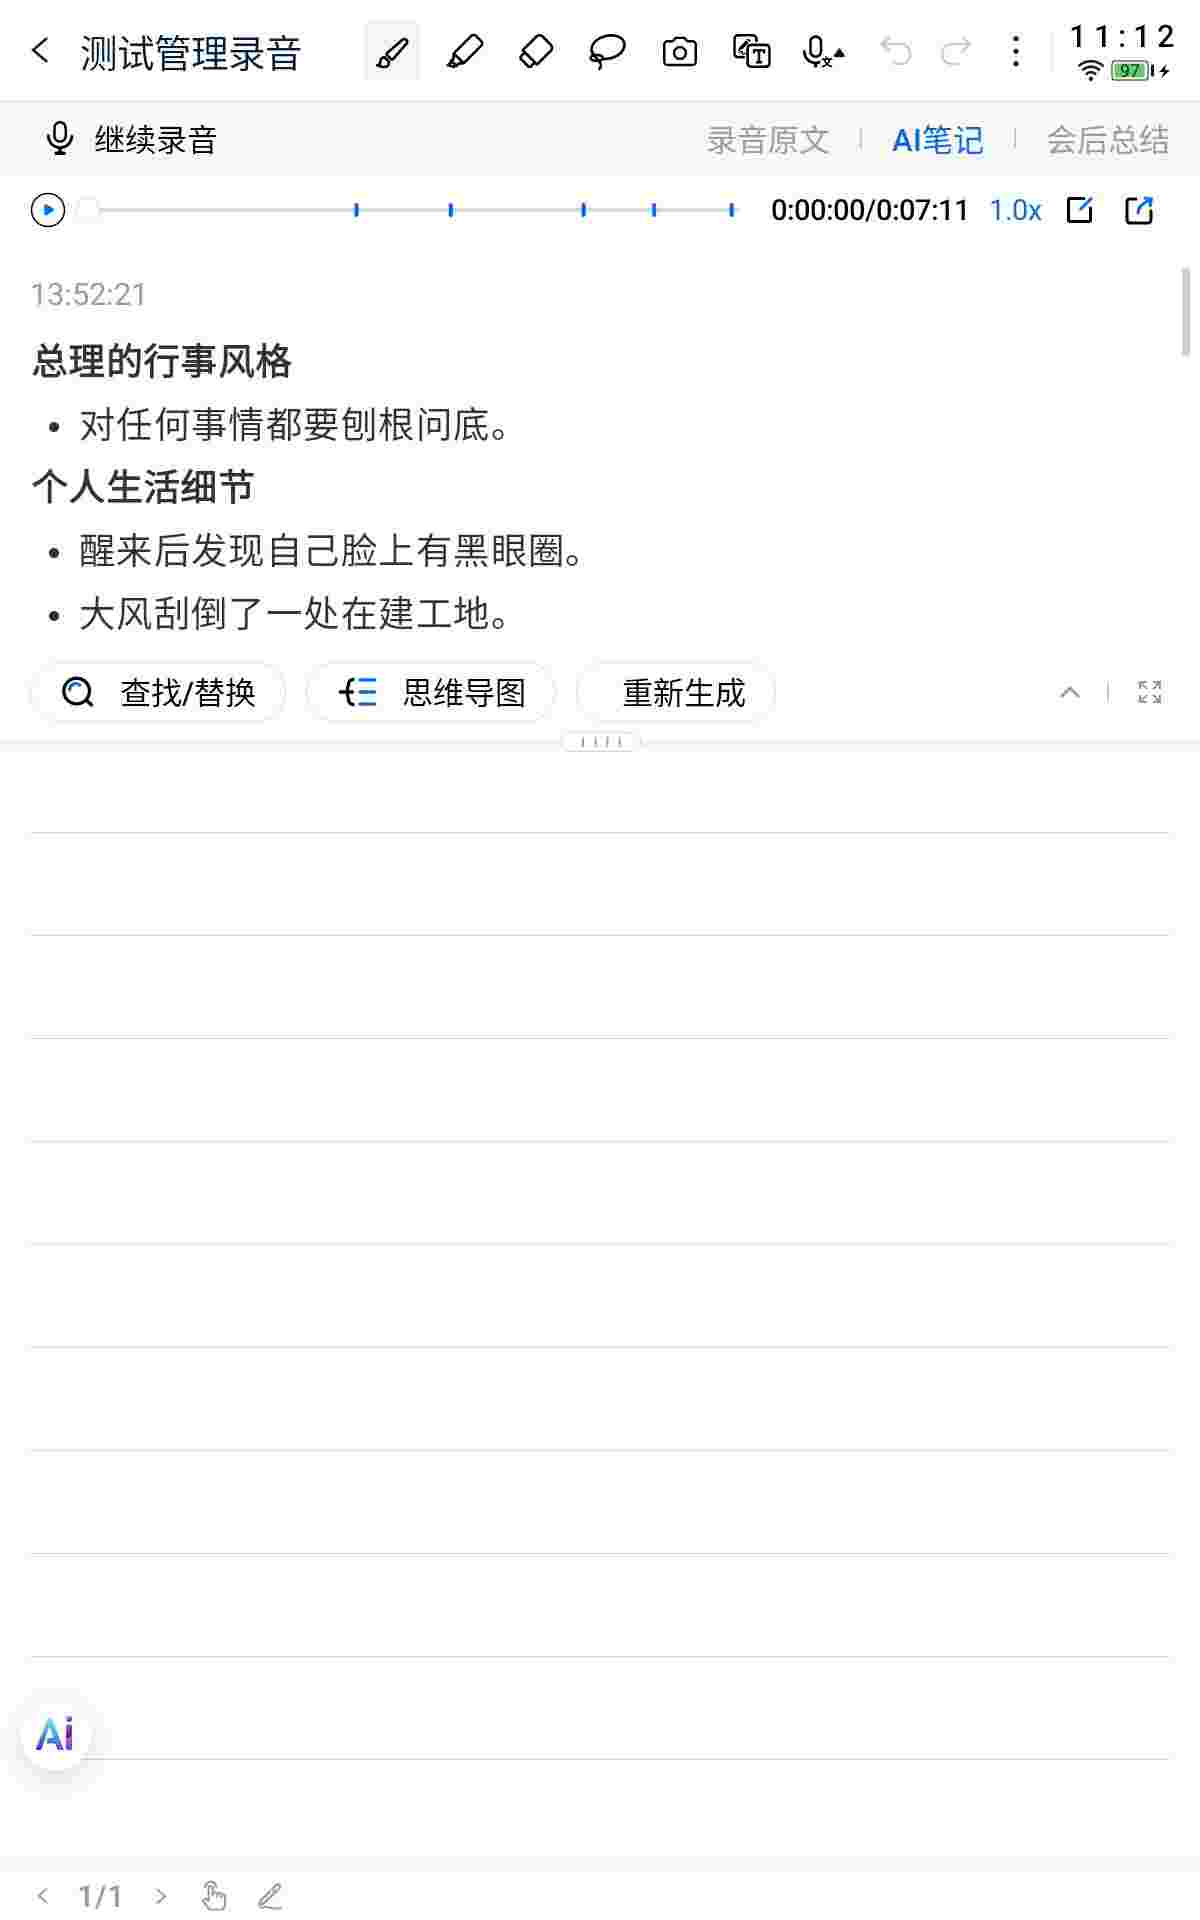 测试管理录音
11:12
97
继续录音
录音原文
AI笔记
会后总结
0:00:00/0:07:11 1.0x
13:52:21
总理的行事风格
• 对任何事情都要刨根问底。
个人生活细节
• 醒来后发现自己脸上有黑眼圈。
• 大风刮倒了一处在建工地。
查找/替换
思维导图
重新生成
Ai
1/1